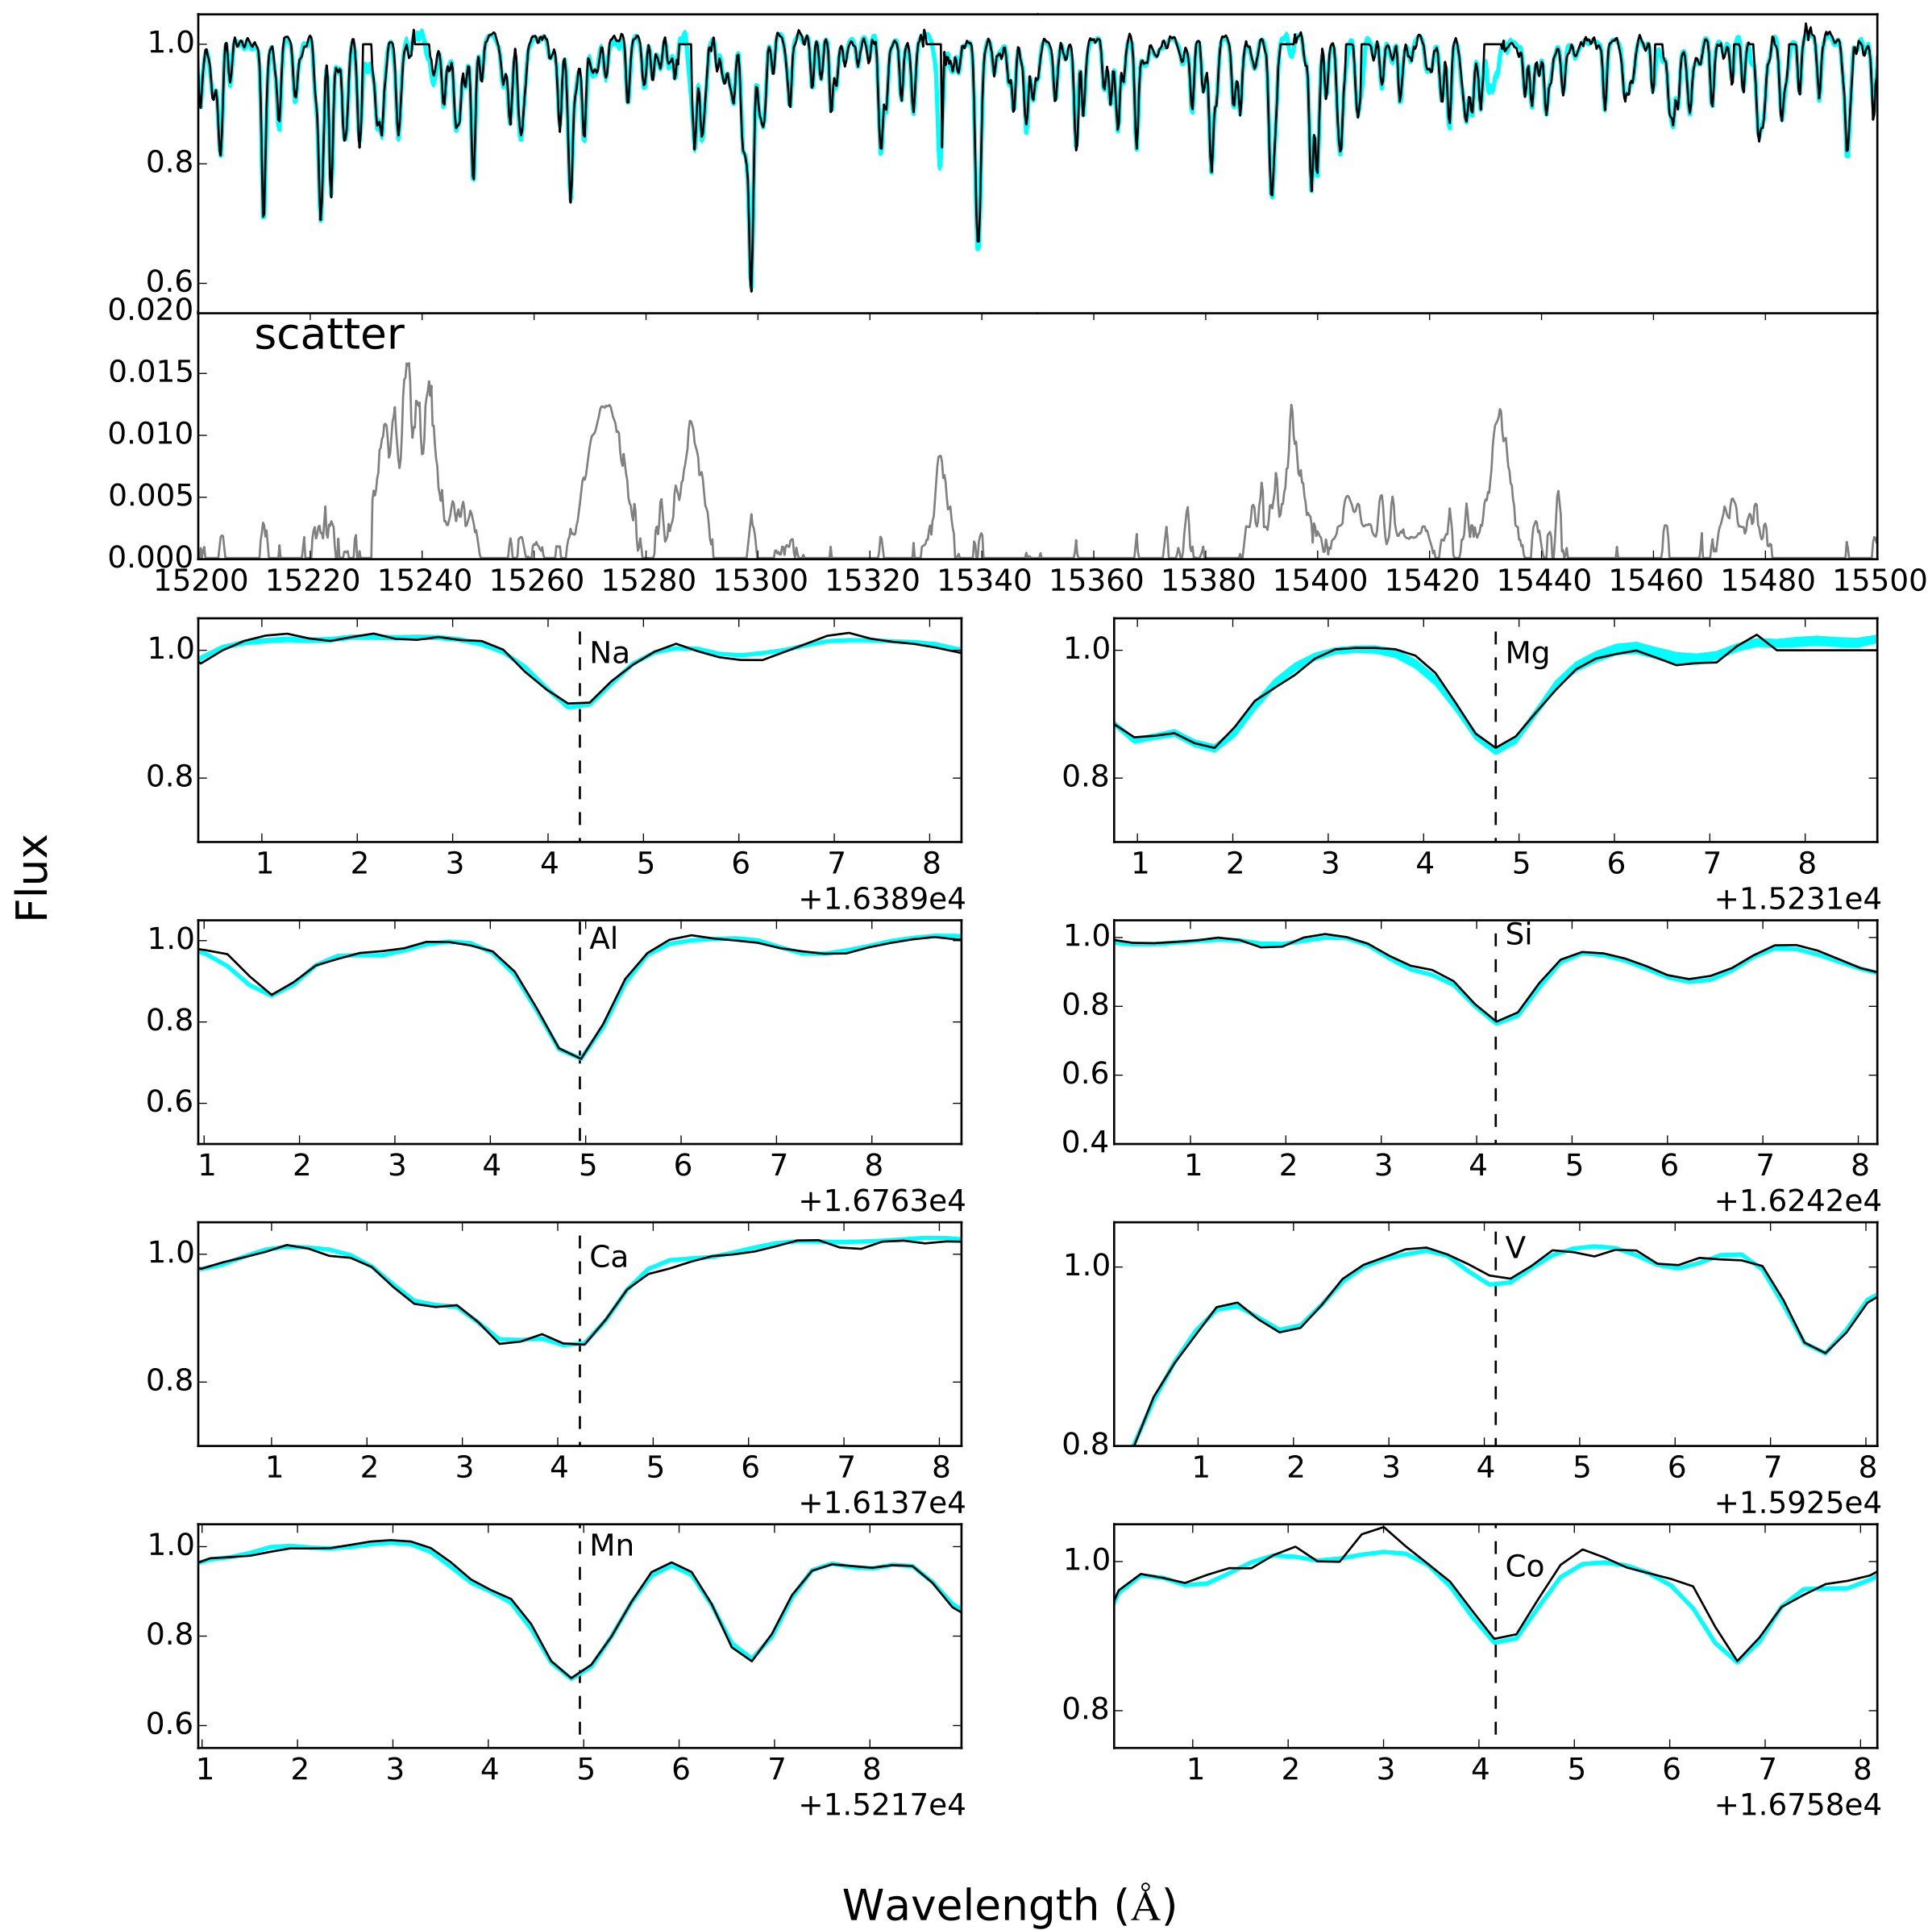 1.0
0.8
0.6
0.020
scatter
0.015
0.010
0.005
0.000
15200 15220 15240 15260 15280 15300 15320 15340 15360 15380 15400 15420 15440 15460 15480 15500
Flux
1.0
0.8
Na
1 2 3 4 5 6 7 8
+1.6389e4
1.0
0.8
Mg
1 2 3 4 5 6 7 8
+1.5231e4
1.0
0.8
0.6
Al
1 2 3 4 5 6 7 8
+1.6763e4
1.0
0.8
0.6
0.4
Si
1 2 3 4 5 6 7 8
+1.6242e4
1.0
0.8
Ca
1 2 3 4 5 6 7 8
+1.6137e4
1.0
0.8
V
1 2 3 4 5 6 7 8
+1.5925e4
1.0
0.8
0.6
Mn
1 2 3 4 5 6 7 8
+1.5217e4
1.0
0.8
Co
1 2 3 4 5 6 7 8
+1.6758e4
Wavelength (Å)